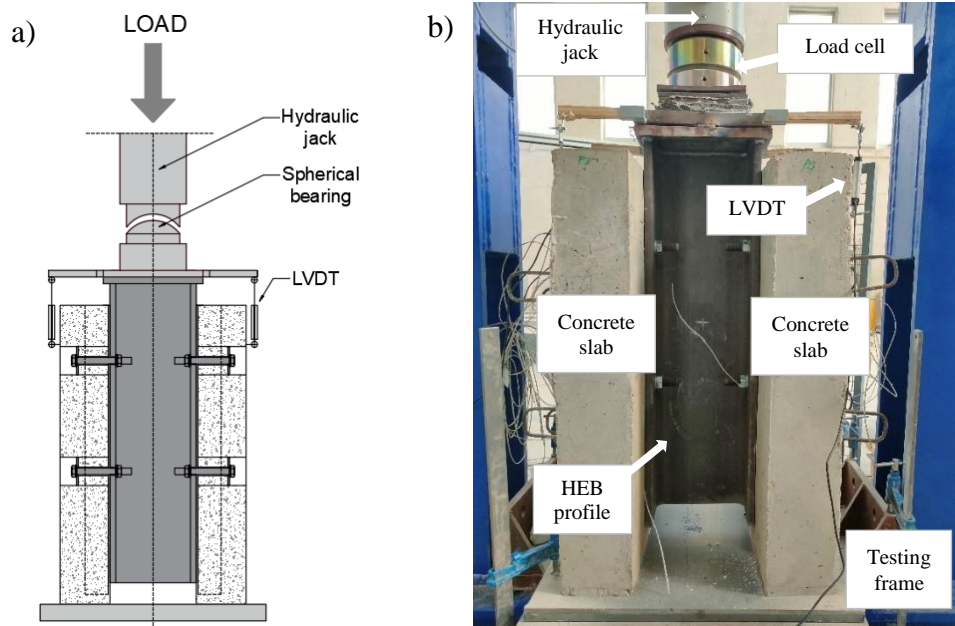 a)
LOAD
Hydraulic
jack
Spherical
bearing
LVDT
b)
Hydraulic
jack
Load cell
LVDT
Concrete
slab
Concrete
slab
HEB
profile
Testing
frame